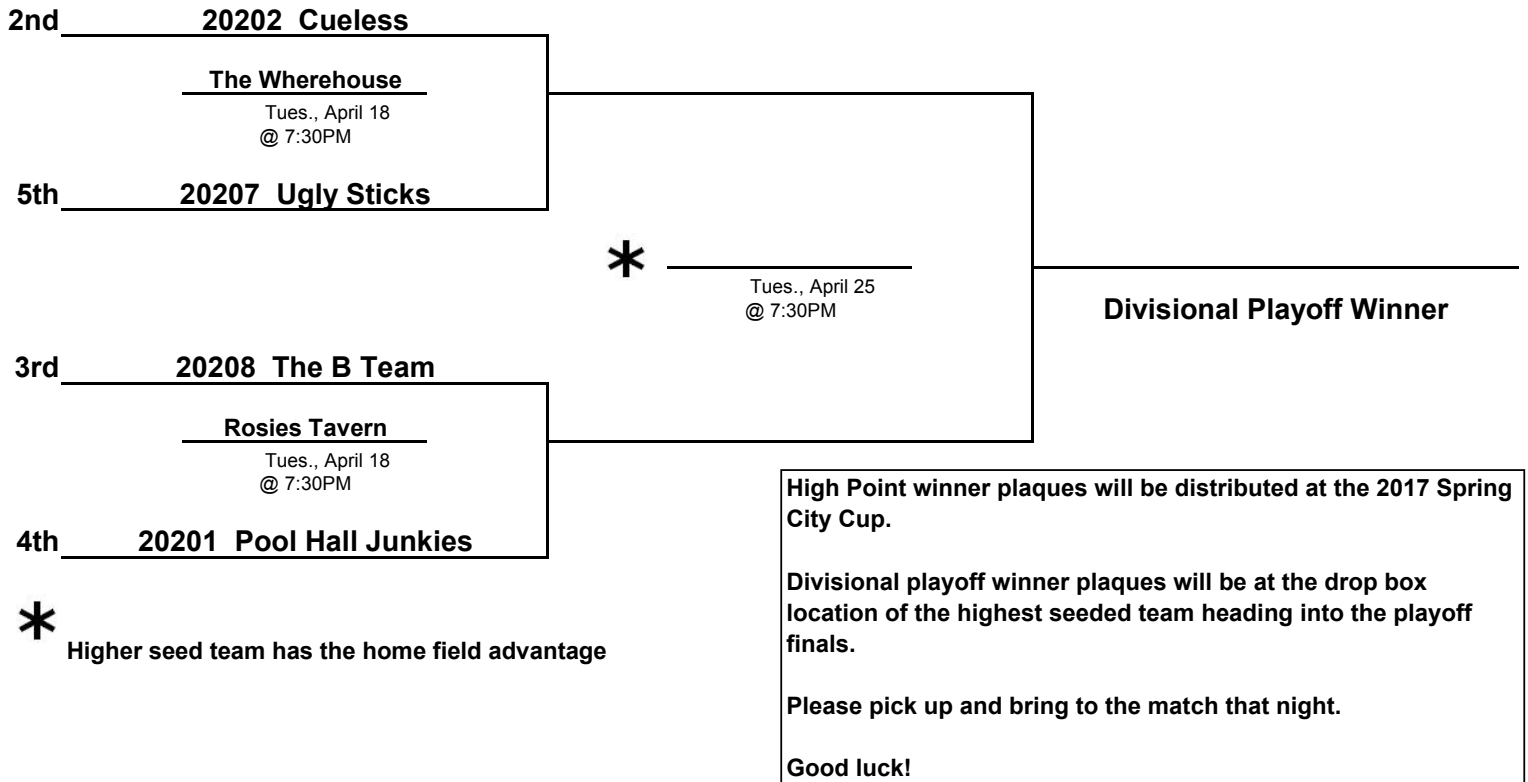 2nd 20202 Cueless
The Wherehouse
Tues., April 18
@ 7:30PM
5th 20207 Ugly Sticks
*
Tues., April 25
@ 7:30PM
Divisional Playoff Winner
3rd 20208 The B Team
Rosies Tavern
Tues., April 18
@ 7:30PM
4th 20201 Pool Hall Junkies
* Higher seed team has the home field advantage
High Point winner plaques will be distributed at the 2017 Spring
City Cup.
Divisional playoff winner plaques will be at the drop box
location of the highest seeded team heading into the playoff
finals.
Please pick up and bring to the match that night.
Good luck!